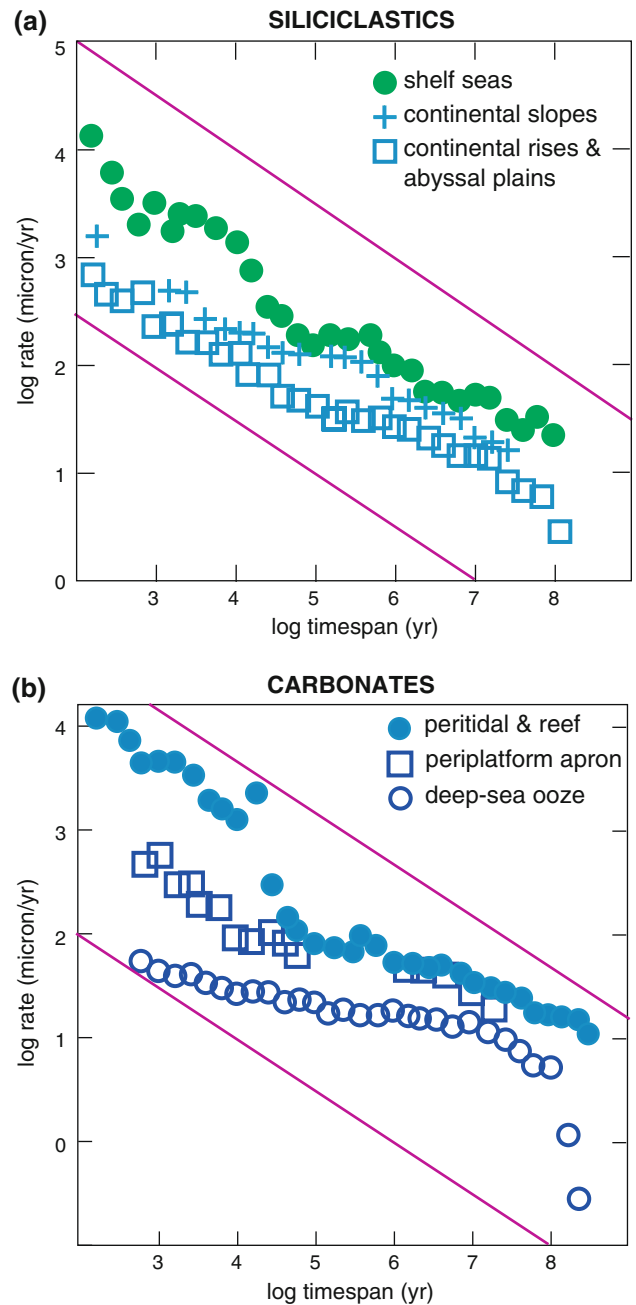 (a)
SILICICLASTICS
5
4
3
2
1
0
log rate (micron/yr)
shelf seas
continental slopes
continental rises &
abyssal plains
3 4 5 6 7 8
log timespan (yr)
(b)
CARBONATES
4
3
2
1
0
log rate (micron/yr)
peritidal & reef
periplatform apron
deep-sea ooze
3 4 5 6 7 8
log timespan (yr)